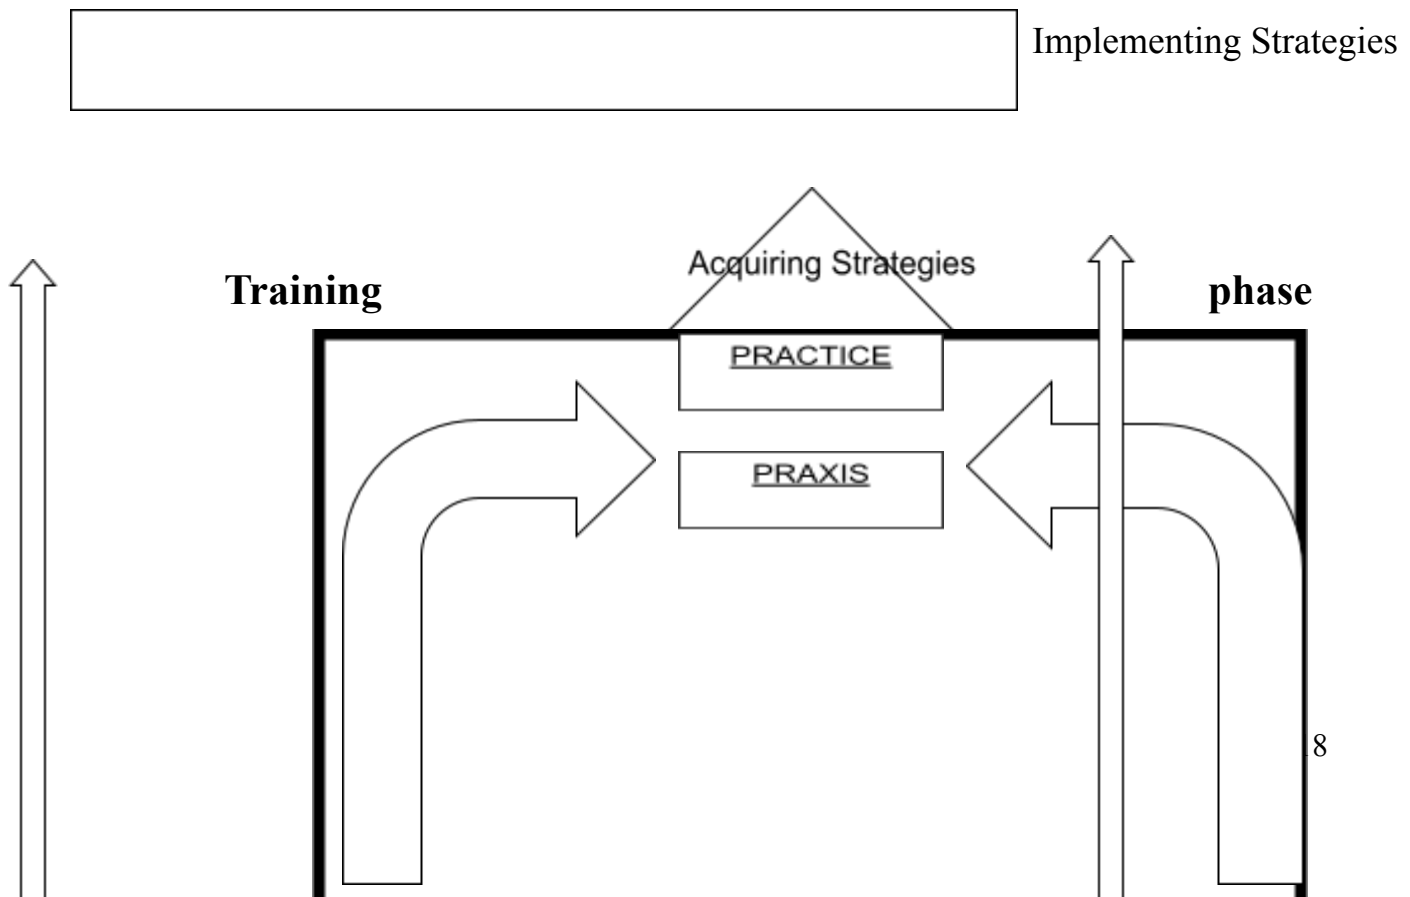 Implementing Strategies
Acquiring Strategies
Training phase
PRACTICE
PRAXIS
8